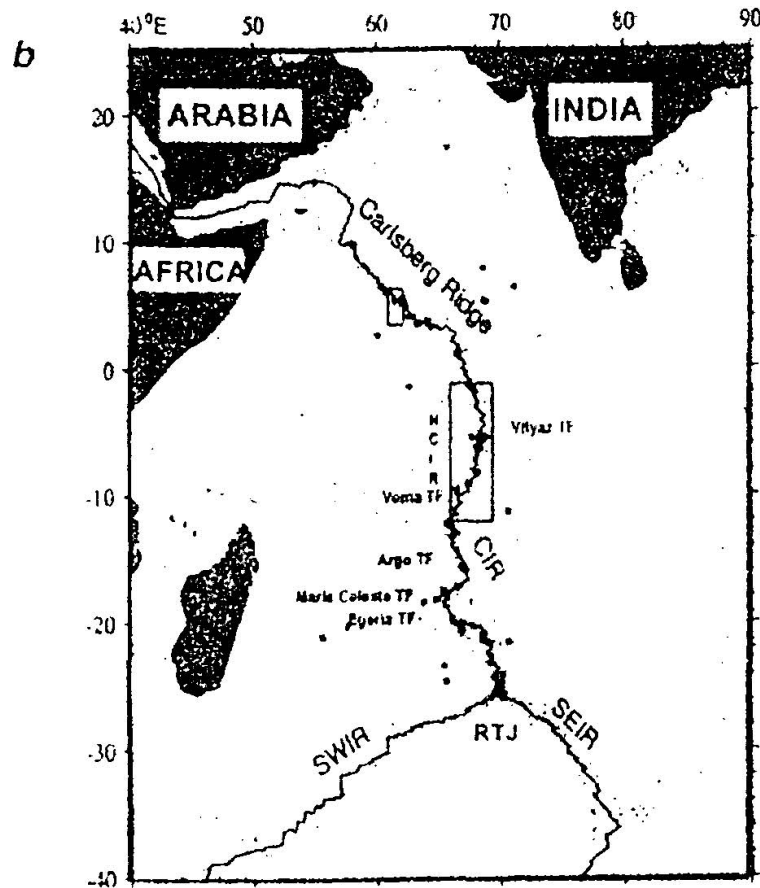 b
40°E 50 60 70 80 90
20
10
0
-10
-20
-30
-40
ARABIA
INDIA
AFRICA
Carlsberg Ridge
NCIR
Vityaz TF
Vema TF
CIR
Argo TF
Marie Celeste TF
Egeria TF
SWIR
RTJ
SEIR